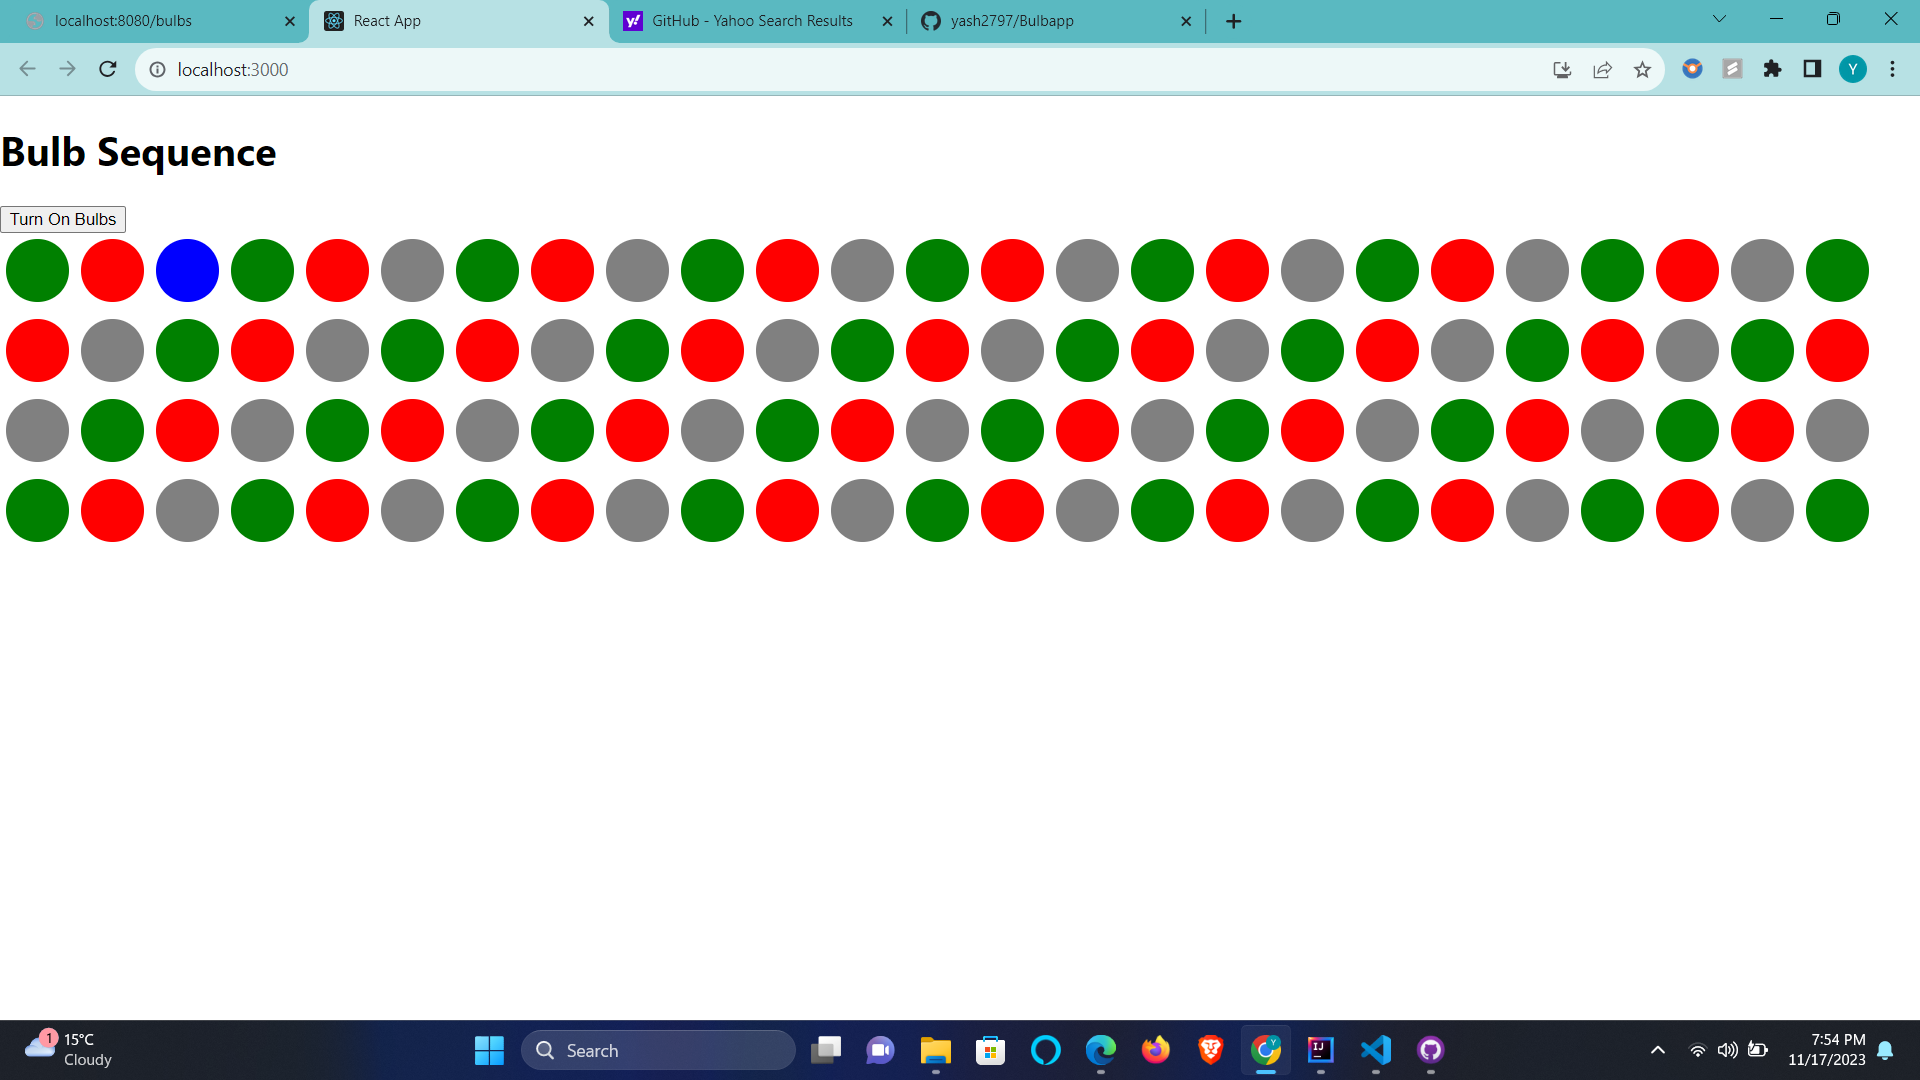 localhost:8080/bulbs
React App
GitHub - Yahoo Search Results
yash2797/Bulbapp
localhost:3000
Y
Bulb Sequence
Turn On Bulbs
1
15°C
Cloudy
Search
7:54 PM
11/17/2023